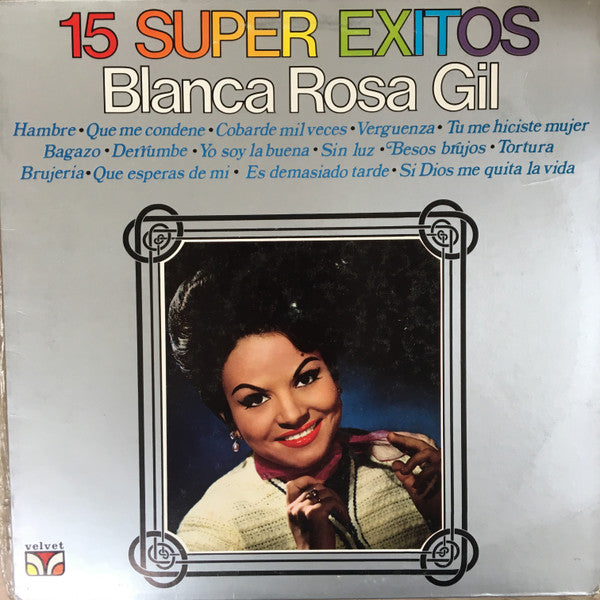 15 SUPER EXITOS
Blanca Rosa Gil
Hambre • Que me condene • Cobarde mil veces • Verguenza • Tu me hiciste mujer
Bagazo • Derrumbe • Yo soy la buena • Sin luz • Besos brujos • Tortura
Brujería • Que esperas de mi • Es demasiado tarde • Si Dios me quita la vida
velvet